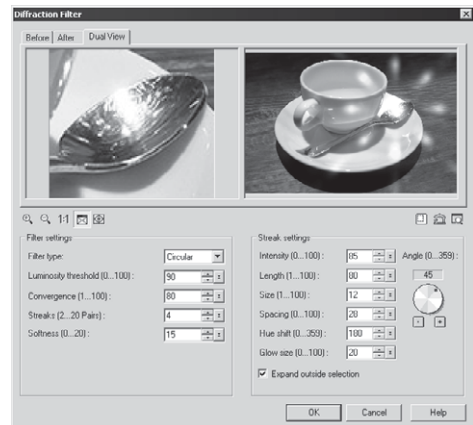 Diffraction Filter
Before After Dual View
1:1
Filter settings
Filter type: Circular
Luminosity threshold (0...100): 90
Convergence (1...100): 80
Streaks (2...20 Pairs): 4
Softness (0...20): 15
Streak settings
Intensity (0...100): 85 Angle (0...359):
Length (1...100): 80 45
Size (1...100): 12
Spacing (0...100): 28
Hue shift (0...359): 180
Glow size (0...100): 20
Expand outside selection
OK Cancel Help